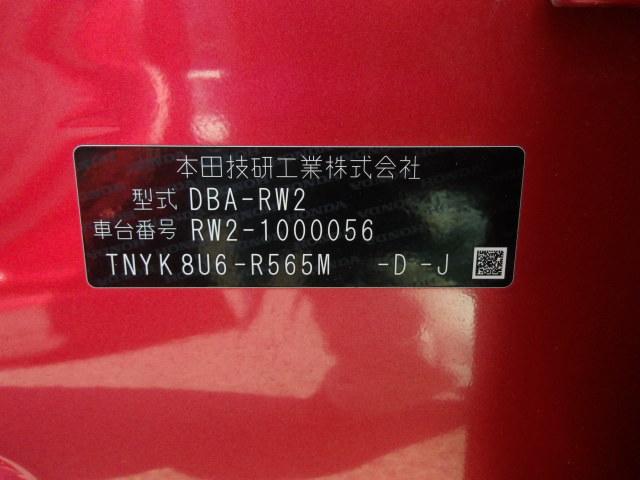 本田技研工業株式会社
型式 DBA-RW2
車台番号 RW2-1000056
TNYK8U6-R565M -D -J